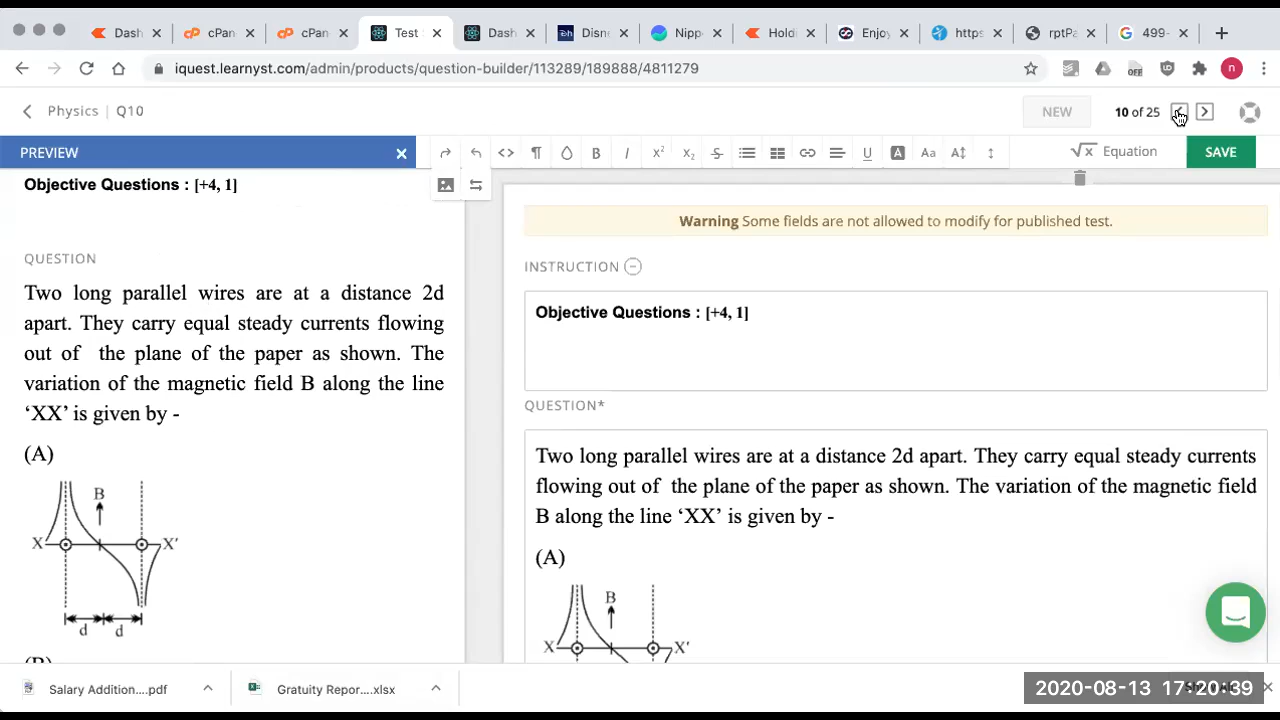 Dash
cPan
cPan
Test
Dash
Disne
Nipp
Hold
Enjoy
https
rptPa
499-
iquest.learnyst.com/admin/products/question-builder/113289/189888/4811279
OFF
n
Physics | Q10
NEW
10 of 25
PREVIEW
Equation
SAVE
Objective Questions : [+4, 1]
QUESTION
Two long parallel wires are at a distance 2d
apart. They carry equal steady currents flowing
out of the plane of the paper as shown. The
variation of the magnetic field B along the line
‘XX’ is given by -
(A)
B
X
X′
d
d
Warning Some fields are not allowed to modify for published test.
INSTRUCTION
Objective Questions : [+4, 1]
QUESTION*
Two long parallel wires are at a distance 2d apart. They carry equal steady currents
flowing out of the plane of the paper as shown. The variation of the magnetic field
B along the line ‘XX’ is given by -
(A)
B
X
X′
Salary Addition....pdf
Gratuity Repor....xlsx
2020-08-13 17:20:39